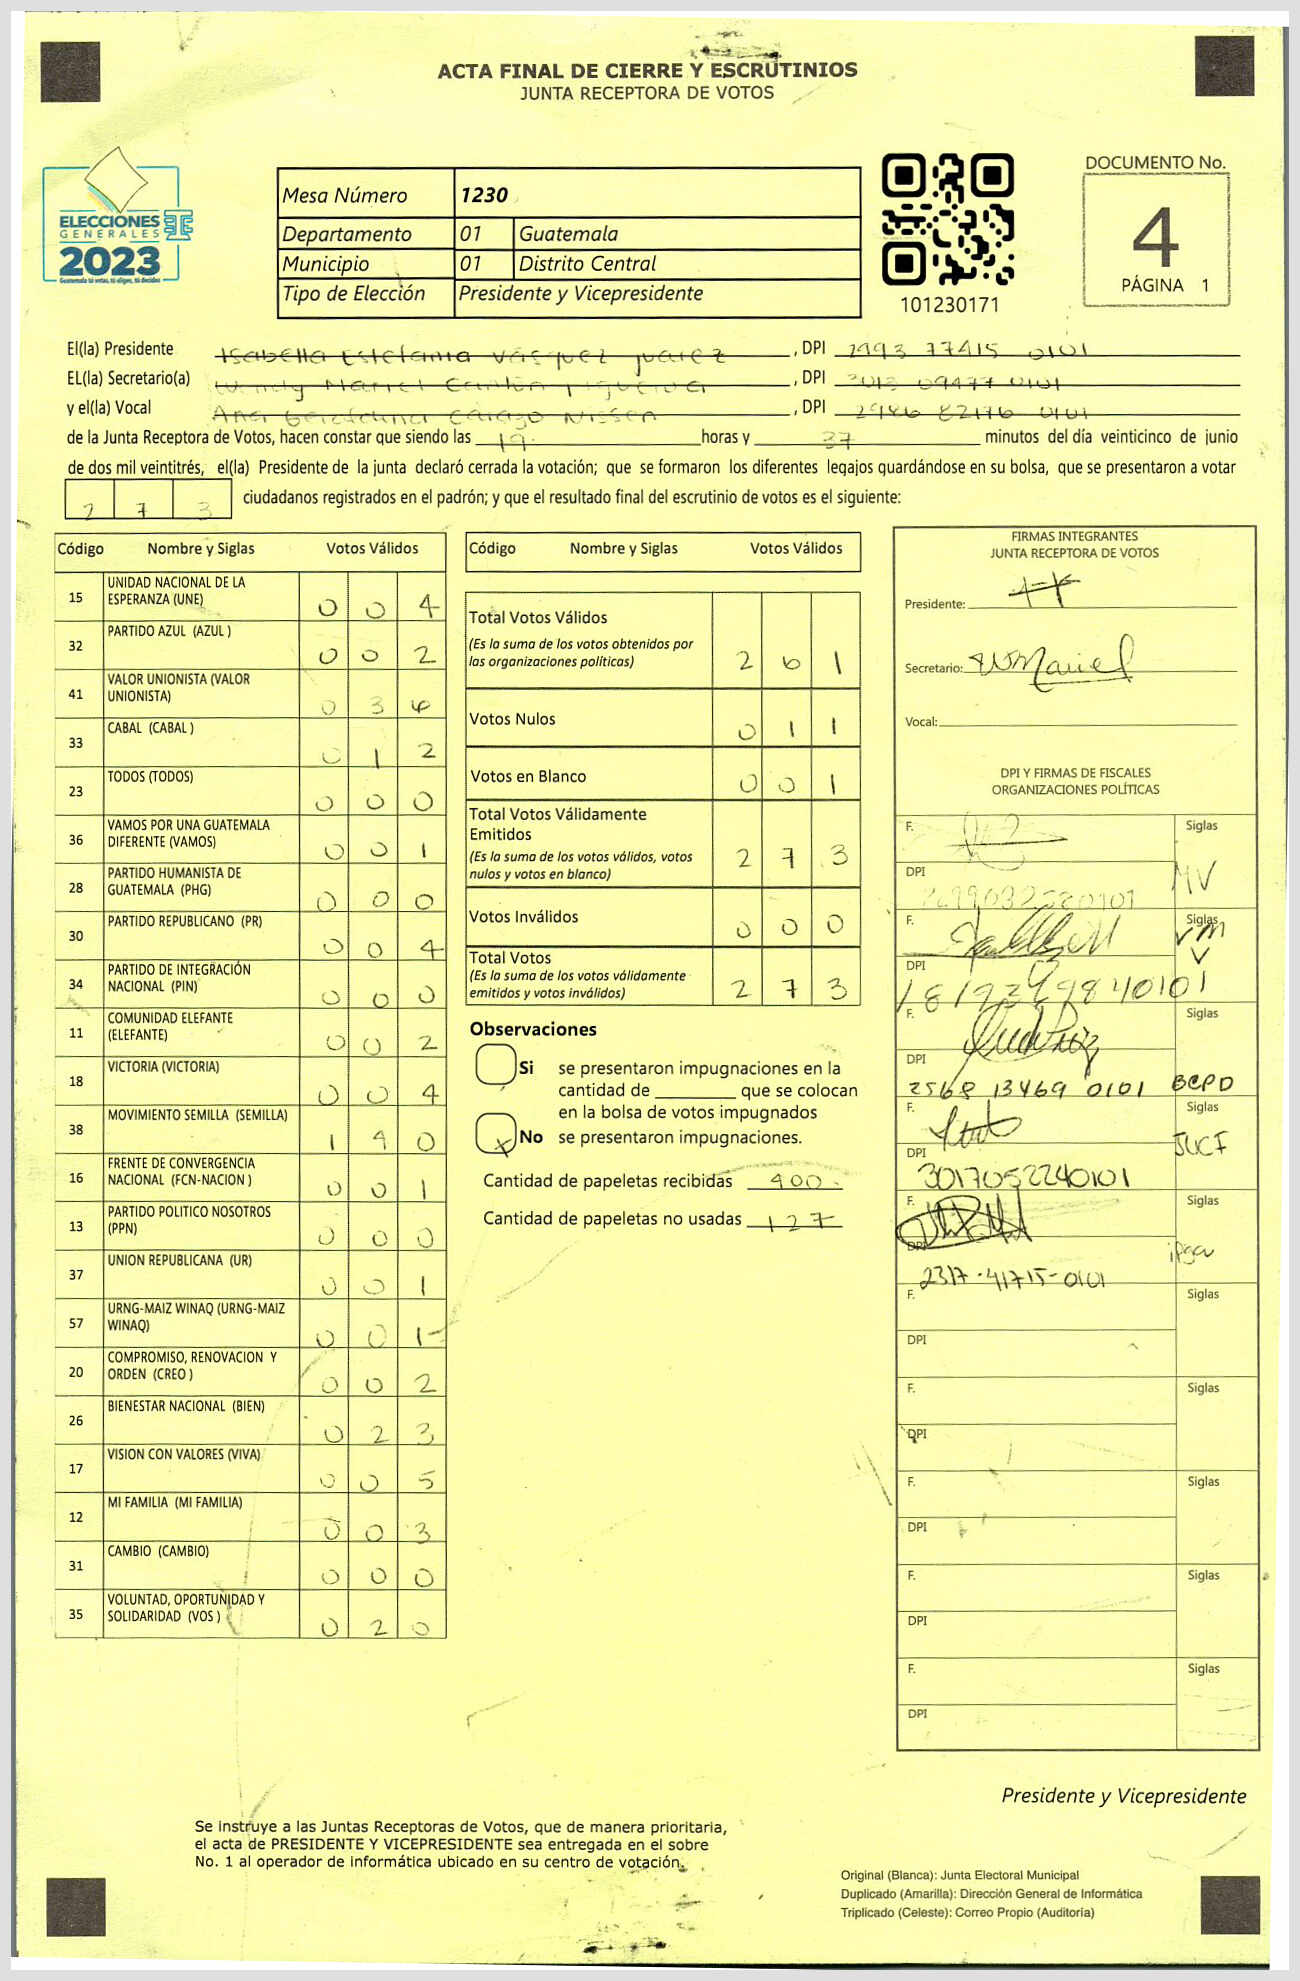 ACTA FINAL DE CIERRE Y ESCRUTINIOS
JUNTA RECEPTORA DE VOTOS
DOCUMENTO No.
4
PÁGINA 1
ELECCIONES
GENERALES
2023
Guatemala tú votas, tú eliges, tú decides
Mesa Número 1230
Departamento 01 Guatemala
Municipio 01 Distrito Central
Tipo de Elección Presidente y Vicepresidente
101230171
El(la) Presidente Isabella Estefania Vásquez Juarez , DPI 2993 77415 0101
EL(la) Secretario(a) Mariel , DPI 3013 09477 0101
y el(la) Vocal Ana , DPI 2986 82176 0101
de la Junta Receptora de Votos, hacen constar que siendo las 19 horas y 37 minutos del día veinticinco de junio
de dos mil veintitrés, el(la) Presidente de la junta declaró cerrada la votación; que se formaron los diferentes legajos guardándose en su bolsa, que se presentaron a votar
2 7 3 ciudadanos registrados en el padrón; y que el resultado final del escrutinio de votos es el siguiente:
Código Nombre y Siglas Votos Válidos
15 UNIDAD NACIONAL DE LA
ESPERANZA (UNE) 0 0 4
32 PARTIDO AZUL (AZUL ) 0 0 2
41 VALOR UNIONISTA (VALOR
UNIONISTA) 0 3 6
33 CABAL (CABAL ) 0 1 2
23 TODOS (TODOS) 0 0 0
36 VAMOS POR UNA GUATEMALA
DIFERENTE (VAMOS) 0 0 1
28 PARTIDO HUMANISTA DE
GUATEMALA (PHG) 0 0 0
30 PARTIDO REPUBLICANO (PR) 0 0 4
34 PARTIDO DE INTEGRACIÓN
NACIONAL (PIN) 0 0 0
11 COMUNIDAD ELEFANTE
(ELEFANTE) 0 0 2
18 VICTORIA (VICTORIA) 0 0 4
38 MOVIMIENTO SEMILLA (SEMILLA) 1 4 0
16 FRENTE DE CONVERGENCIA
NACIONAL (FCN-NACION ) 0 0 1
13 PARTIDO POLITICO NOSOTROS
(PPN) 0 0 0
37 UNION REPUBLICANA (UR) 0 0 1
57 URNG-MAIZ WINAQ (URNG-MAIZ
WINAQ) 0 0 1
20 COMPROMISO, RENOVACION Y
ORDEN (CREO ) 0 0 2
26 BIENESTAR NACIONAL (BIEN) 0 2 3
17 VISION CON VALORES (VIVA) 0 0 5
12 MI FAMILIA (MI FAMILIA) 0 0 3
31 CAMBIO (CAMBIO) 0 0 0
35 VOLUNTAD, OPORTUNIDAD Y
SOLIDARIDAD (VOS ) 0 2 0
Código Nombre y Siglas Votos Válidos
Total Votos Válidos
(Es la suma de los votos obtenidos por
las organizaciones políticas) 2 6 1
Votos Nulos 0 1 1
Votos en Blanco 0 0 1
Total Votos Válidamente
Emitidos
(Es la suma de los votos válidos, votos
nulos y votos en blanco) 2 7 3
Votos Inválidos 0 0 0
Total Votos
(Es la suma de los votos válidamente
emitidos y votos inválidos) 2 7 3
Observaciones
Si se presentaron impugnaciones en la
cantidad de ________ que se colocan
en la bolsa de votos impugnados
x No se presentaron impugnaciones.
Cantidad de papeletas recibidas 400
Cantidad de papeletas no usadas 127
FIRMAS INTEGRANTES
JUNTA RECEPTORA DE VOTOS
Presidente:
Secretario: WMariel
Vocal:
DPI Y FIRMAS DE FISCALES
ORGANIZACIONES POLÍTICAS
F. Siglas
DPI MV
F. Siglas
DPI
F. Siglas
DPI
2568 13469 0101
F. Siglas
DPI
3017052240101
F. Siglas
DPI
2317-41715-0101
F. Siglas
DPI
F. Siglas
DPI
F. Siglas
DPI
F. Siglas
DPI
F. Siglas
DPI
Presidente y Vicepresidente
Se instruye a las Juntas Receptoras de Votos, que de manera prioritaria,
el acta de PRESIDENTE Y VICEPRESIDENTE sea entregada en el sobre
No. 1 al operador de informática ubicado en su centro de votación.
Original (Blanca): Junta Electoral Municipal
Duplicado (Amarilla): Dirección General de Informática
Triplicado (Celeste): Correo Propio (Auditoría)